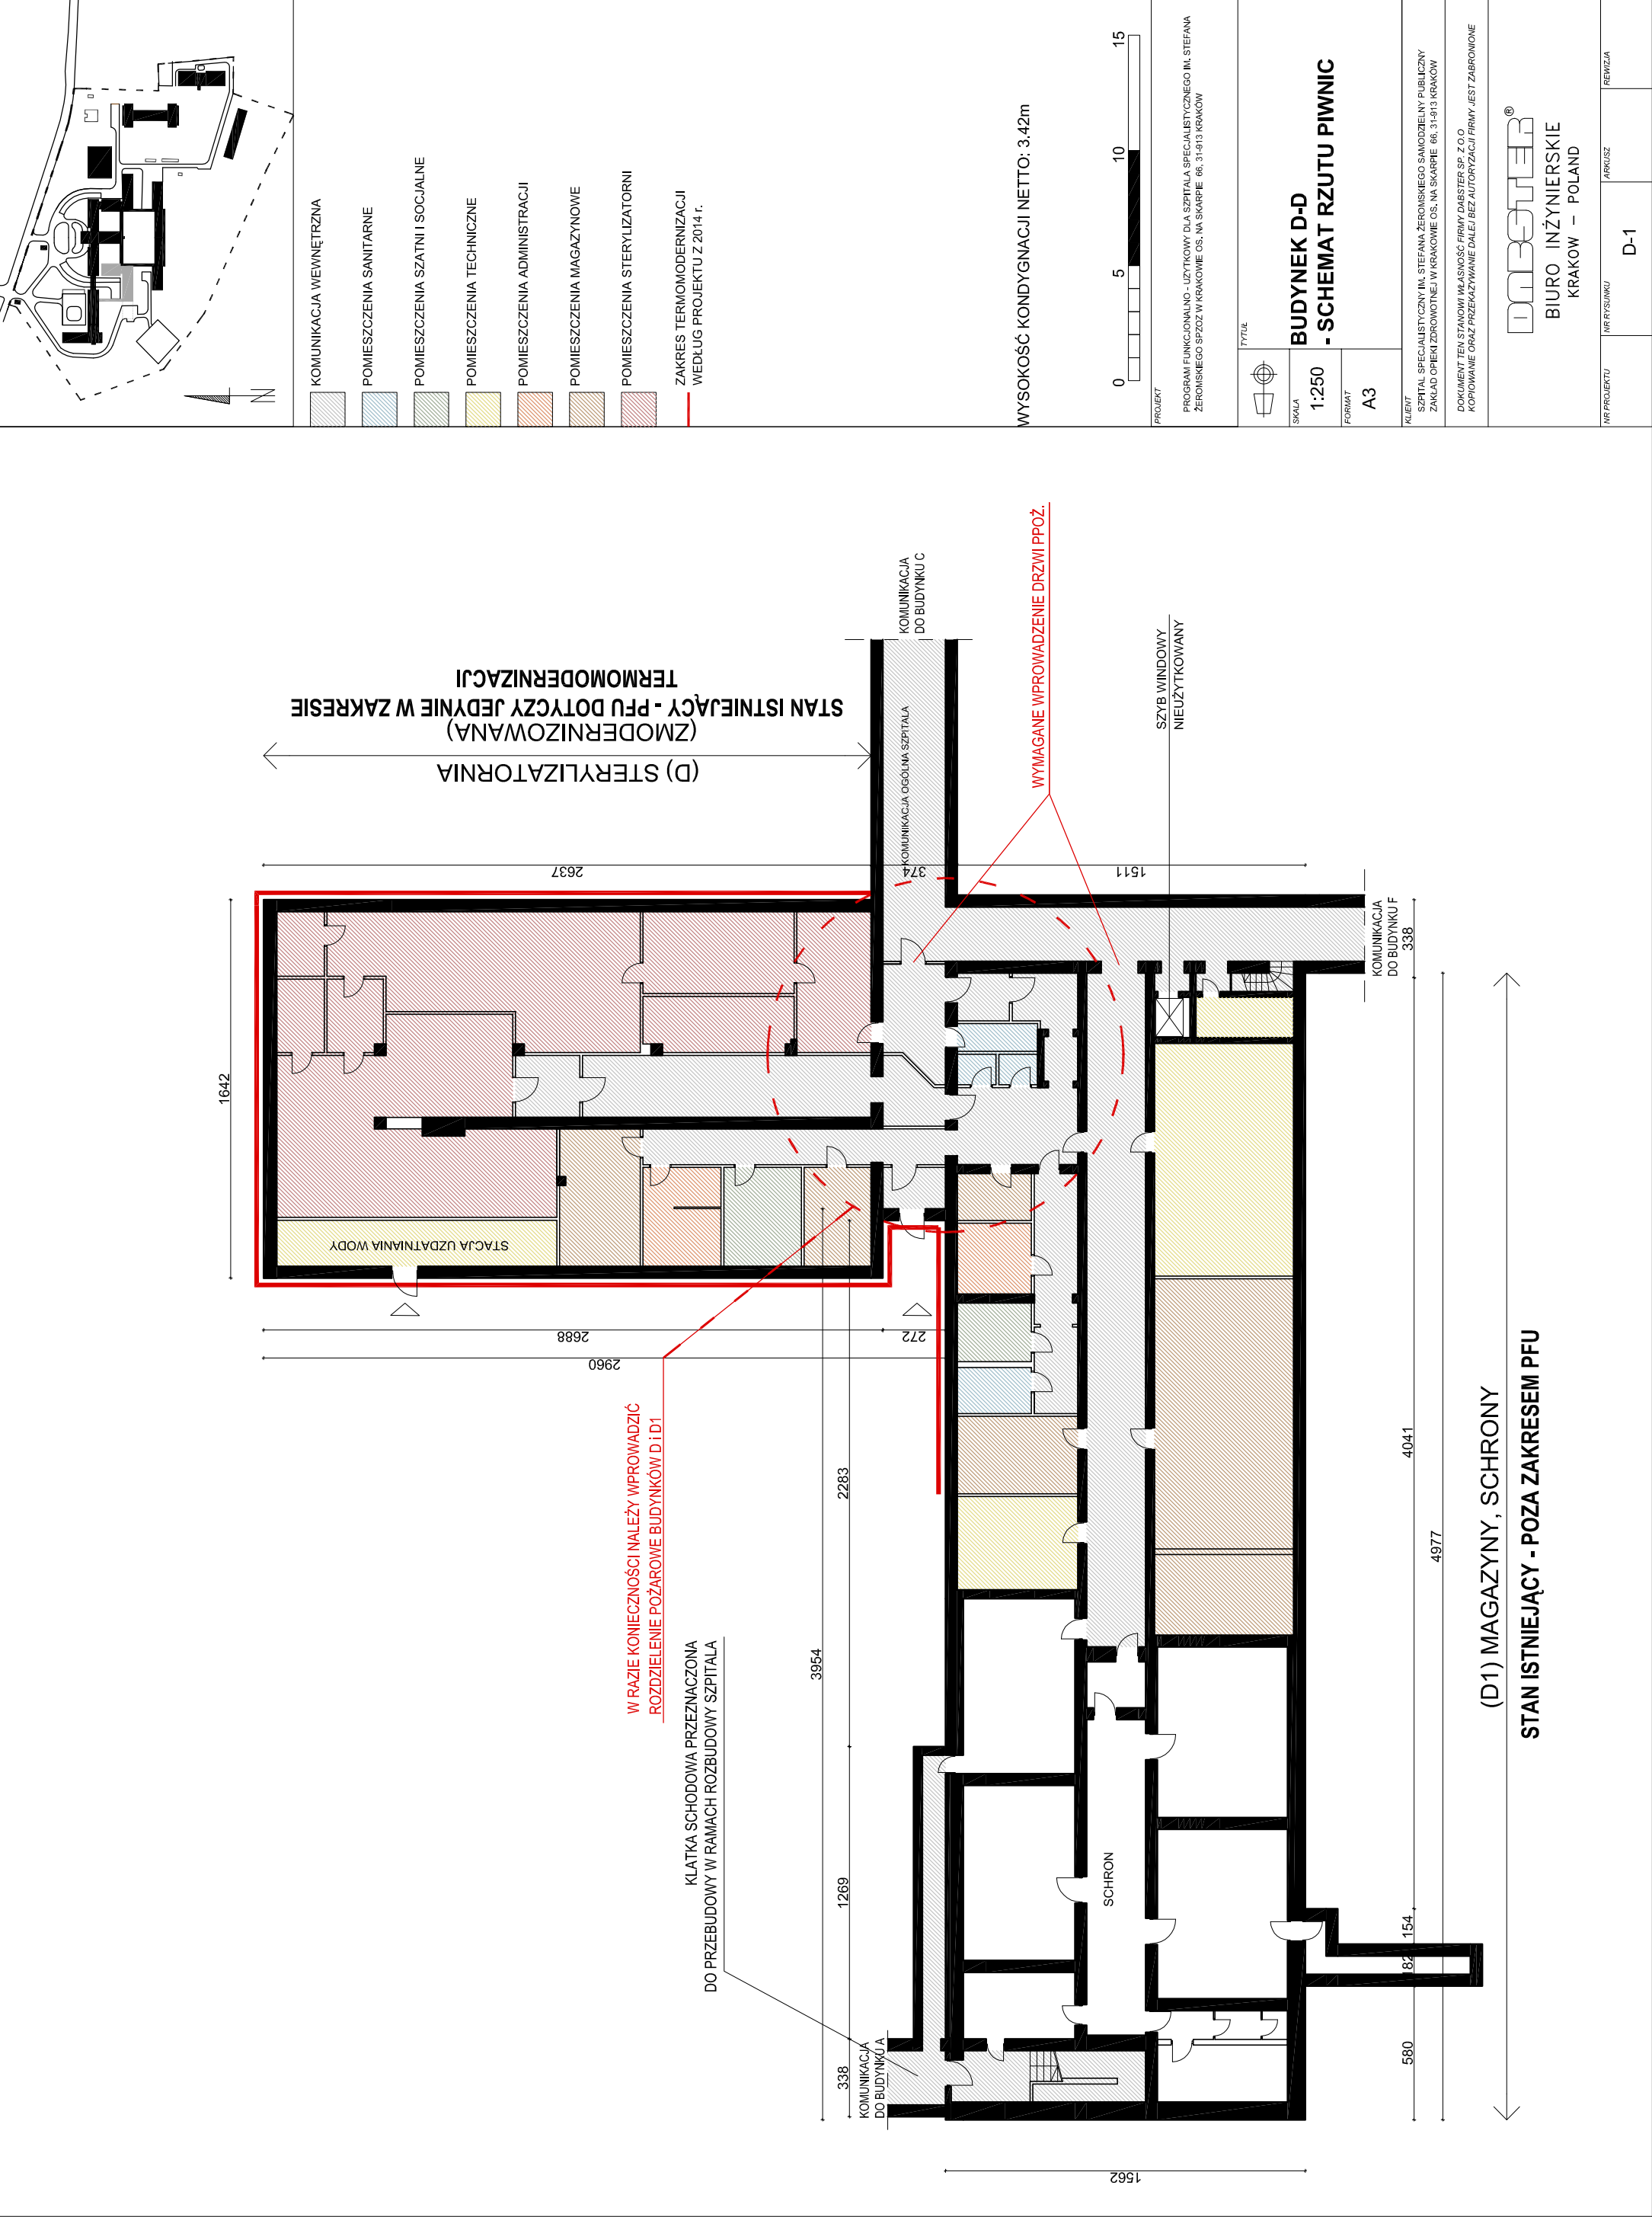 KOMUNIKACJA WEWNĘTRZNA
POMIESZCZENIA SANITARNE
POMIESZCZENIA SZATNI I SOCJALNE
POMIESZCZENIA TECHNICZNE
POMIESZCZENIA ADMINISTRACJI
POMIESZCZENIA MAGAZYNOWE
POMIESZCZENIA STERYLIZATORNI
ZAKRES TERMOMODERNIZACJI
WEDŁUG PROJEKTU Z 2014 r.
N
WYSOKOŚĆ KONDYGNACJI NETTO: 3.42m
0 5 10 15
PROJEKT
PROGRAM FUNKCJONALNO - UŻYTKOWY DLA SZPITALA SPECJALISTYCZNEGO IM. STEFANA
ŻEROMSKIEGO SPZOZ W KRAKOWIE OS. NA SKARPIE 66, 31-913 KRAKÓW
TYTUŁ
BUDYNEK D-D
- SCHEMAT RZUTU PIWNIC
SKALA
1:250
FORMAT
A3
KLIENT
SZPITAL SPECJALISTYCZNY IM. STEFANA ŻEROMSKIEGO SAMODZIELNY PUBLICZNY
ZAKŁAD OPIEKI ZDROWOTNEJ W KRAKOWIE OS. NA SKARPIE 66, 31-913 KRAKÓW
DOKUMENT TEN STANOWI WŁASNOŚĆ FIRMY DABSTER SP. Z O.O
KOPIOWANIE ORAZ PRZEKAZYWANIE DALEJ BEZ AUTORYZACJI FIRMY JEST ZABRONIONE
DABSTER®
BIURO INŻYNIERSKIE
KRAKOW – POLAND
NR PROJEKTU
NR RYSUNKU
D-1
ARKUSZ
REWIZJA
(D) STERYLIZATORNIA
(ZMODERNIZOWANA)
STAN ISTNIEJĄCY - PFU DOTYCZY JEDYNIE W ZAKRESIE
TERMOMODERNIZACJI
KOMUNIKACJA
DO BUDYNKU C
KOMUNIKACJA OGÓLNA SZPITALA
WYMAGANE WPROWADZENIE DRZWI PPOŻ.
SZYB WINDOWY
NIEUŻYTKOWANY
KOMUNIKACJA
DO BUDYNKU F
338
2637
374
1511
1642
STACJA UZDATNIANIA WODY
2688
272
2960
W RAZIE KONIECZNOŚCI NALEŻY WPROWADZIĆ
ROZDZIELENIE POŻAROWE BUDYNKÓW D i D1
KLATKA SCHODOWA PRZEZNACZONA
DO PRZEBUDOWY W RAMACH ROZBUDOWY SZPITALA
3954
338
1269
2283
KOMUNIKACJA
DO BUDYNKU A
SCHRON
580
182
154
4041
4977
1562
(D1) MAGAZYNY, SCHRONY
STAN ISTNIEJĄCY - POZA ZAKRESEM PFU